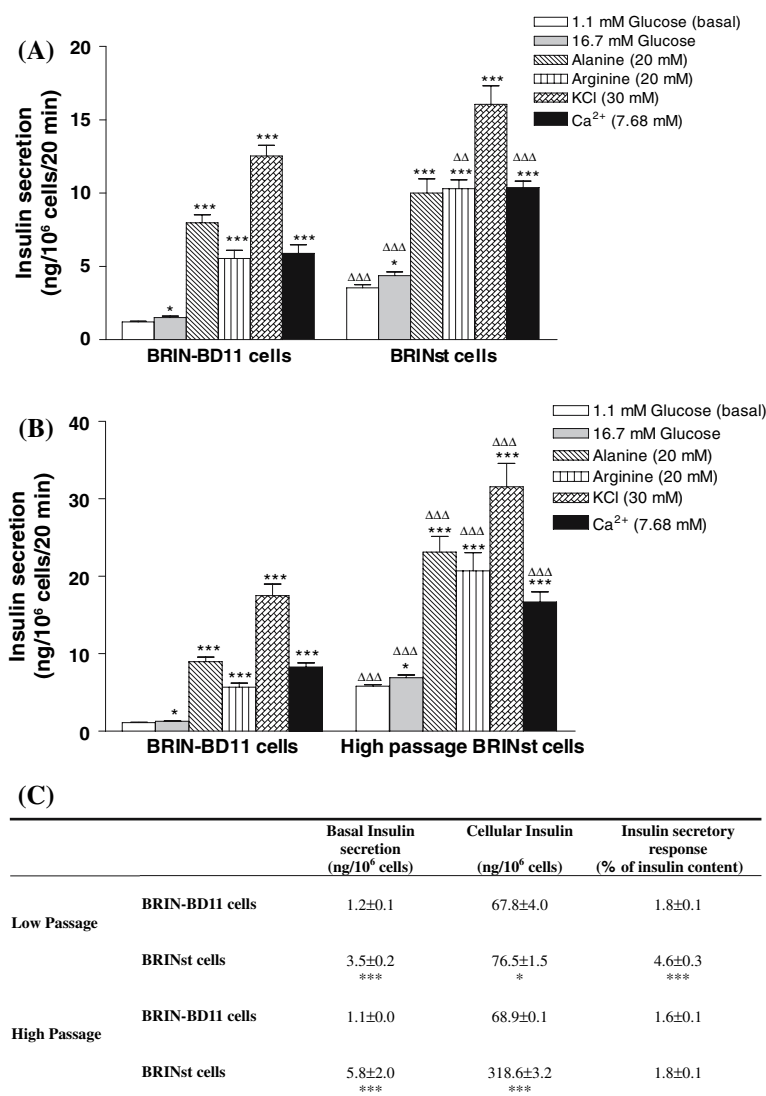 (A)
1.1 mM Glucose (basal)
16.7 mM Glucose
Alanine (20 mM)
Arginine (20 mM)
KCl (30 mM)
Ca²⁺ (7.68 mM)
Insulin secretion
(ng/10⁶ cells/20 min)
20
15
10
5
0
*
***
***
***
***
ΔΔΔ
ΔΔΔ
*
***
ΔΔ
***
***
ΔΔΔ
***
BRIN-BD11 cells
BRINst cells
(B)
1.1 mM Glucose (basal)
16.7 mM Glucose
Alanine (20 mM)
Arginine (20 mM)
KCl (30 mM)
Ca²⁺ (7.68 mM)
Insulin secretion
(ng/10⁶ cells/20 min)
40
30
20
10
0
*
***
***
***
***
ΔΔΔ
ΔΔΔ
*
ΔΔΔ
***
ΔΔΔ
***
ΔΔΔ
***
ΔΔΔ
***
BRIN-BD11 cells
High passage BRINst cells
(C)
Basal Insulin secretion (ng/10⁶ cells)
Cellular Insulin (ng/10⁶ cells)
Insulin secretory response (% of insulin content)
Low Passage
BRIN-BD11 cells 1.2±0.1 67.8±4.0 1.8±0.1
BRINst cells 3.5±0.2 76.5±1.5 4.6±0.3
*** * ***
High Passage
BRIN-BD11 cells 1.1±0.0 68.9±0.1 1.6±0.1
BRINst cells 5.8±2.0 318.6±3.2 1.8±0.1
*** ***